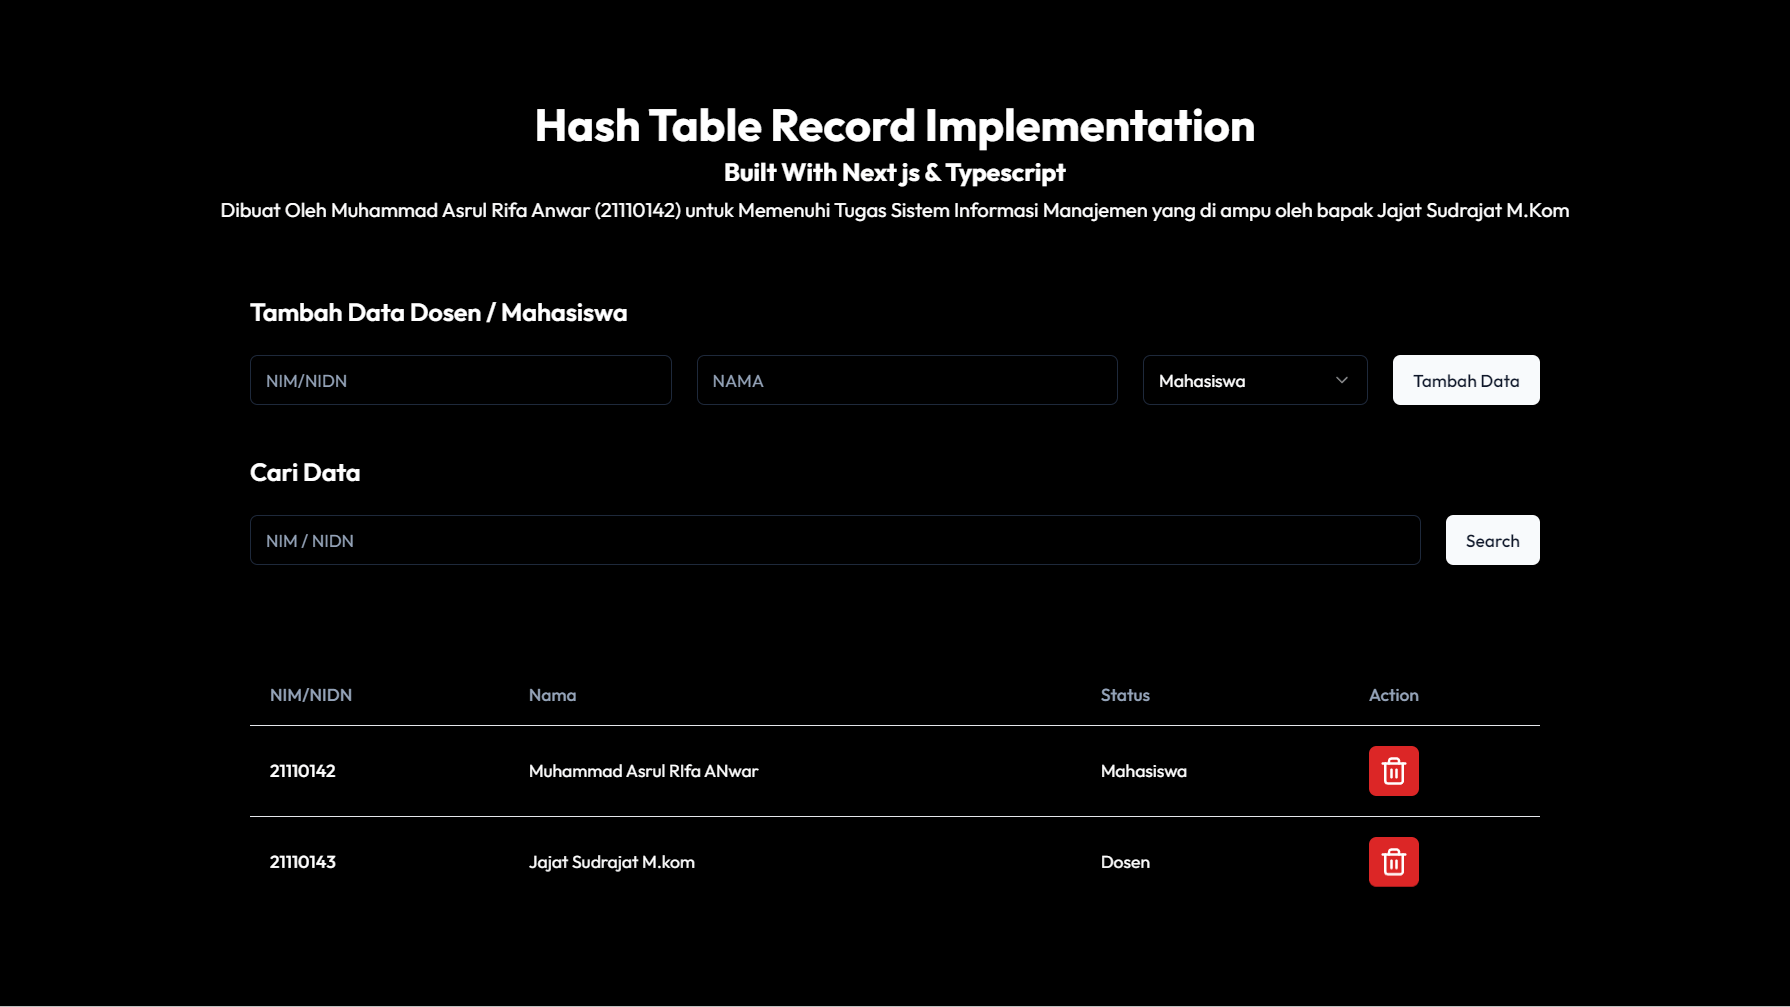 Hash Table Record Implementation
Built With Next js & Typescript
Dibuat Oleh Muhammad Asrul Rifa Anwar (21110142) untuk Memenuhi Tugas Sistem Informasi Manajemen yang di ampu oleh bapak Jajat Sudrajat M.Kom
Tambah Data Dosen / Mahasiswa
NIM/NIDN NAMA Mahasiswa Tambah Data
Cari Data
NIM / NIDN Search
NIM/NIDN Nama Status Action
21110142 Muhammad Asrul RIfa ANwar Mahasiswa
21110143 Jajat Sudrajat M.kom Dosen